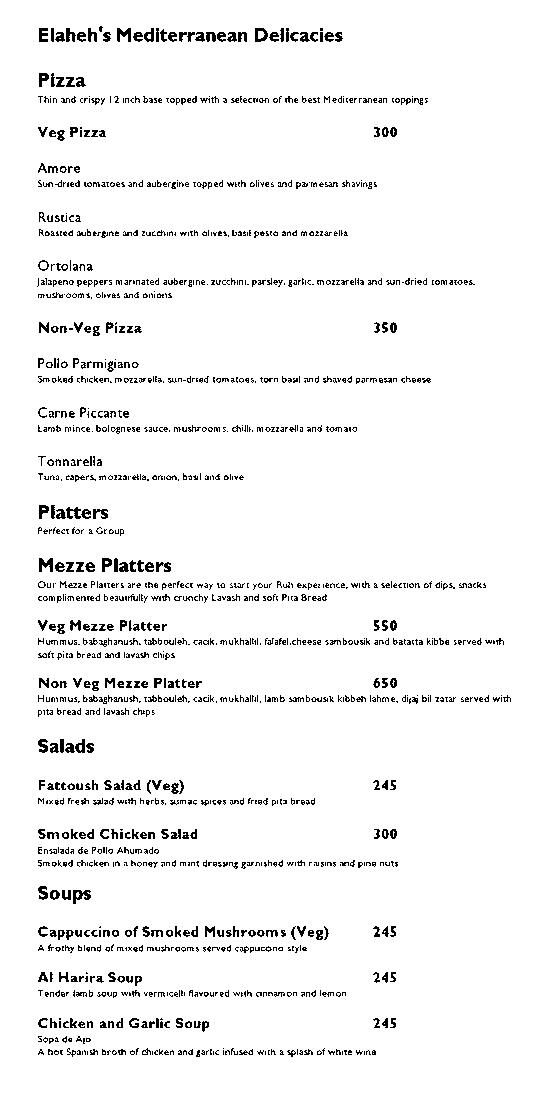 Elaheh's Mediterranean Delicacies
Pizza
Thin and crispy 12 inch base topped with a selection of the best Mediterranean toppings
Veg Pizza 300
Amore
Sun-dried tomatoes and aubergine topped with olives and parmesan shavings
Rustica
Roasted aubergine and zucchini with olives, basil pesto and mozzarella
Ortolana
Jalapeno peppers marinated aubergine, zucchini, parsley, garlic, mozzarella and sun-dried tomatoes,
mushrooms, olives and onions
Non-Veg Pizza 350
Pollo Parmigiano
Smoked chicken, mozzarella, sun-dried tomatoes, torn basil and shaved parmesan cheese
Carne Piccante
Lamb mince, bolognese sauce, mushrooms, chilli, mozzarella and tomato
Tonnarella
Tuna, capers, mozzarella, onion, basil and olive
Platters
Perfect for a Group
Mezze Platters
Our Mezze Platters are the perfect way to start your Ruh experience, with a selection of dips, snacks
complimented beautifully with crunchy Lavash and soft Pita Bread
Veg Mezze Platter 550
Hummus, babaghanush, tabbouleh, cacik, mukhallil, falafel,cheese sambousik and batatta kibbe served with
soft pita bread and lavash chips
Non Veg Mezze Platter 650
Hummus, babaghanush, tabbouleh, cacik, mukhallil, lamb sambousik kibbeh lahme, dijaj bil zatar served with
pita bread and lavash chips
Salads
Fattoush Salad (Veg) 245
Mixed fresh salad with herbs, sumac spices and fried pita bread
Smoked Chicken Salad 300
Ensalada de Pollo Ahumado
Smoked chicken in a honey and mint dressing garnished with raisins and pine nuts
Soups
Cappuccino of Smoked Mushrooms (Veg) 245
A frothy blend of mixed mushrooms served cappuccino style
Al Harira Soup 245
Tender lamb soup with vermicelli flavoured with cinnamon and lemon
Chicken and Garlic Soup 245
Sopa de Ajo
A hot Spanish broth of chicken and garlic infused with a splash of white wine